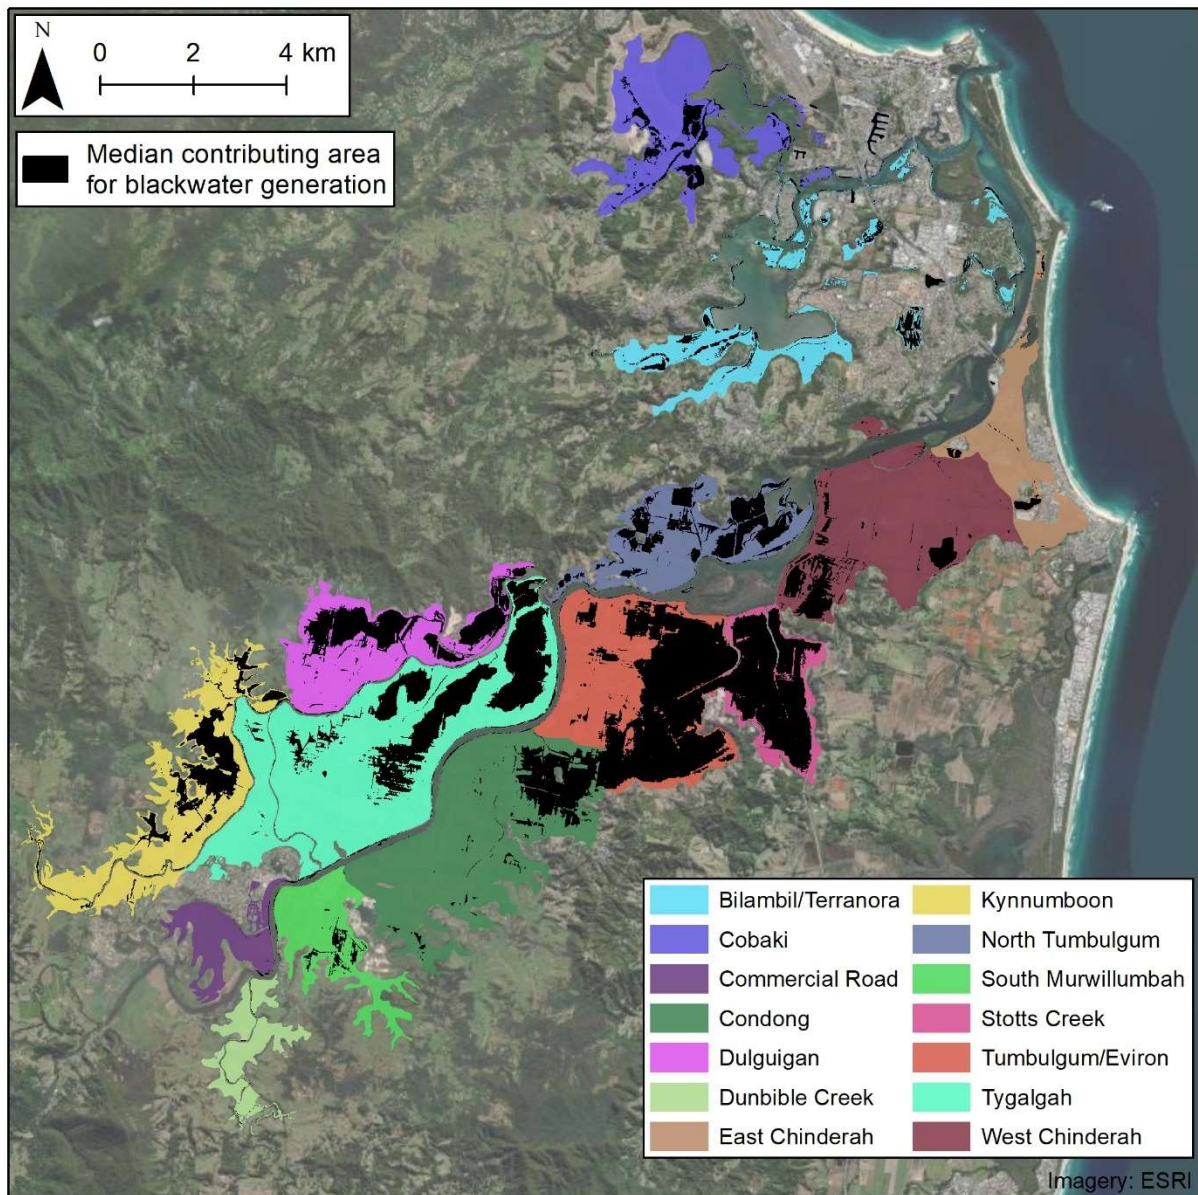 N
0 2 4 km
Median contributing area
for blackwater generation
Bilambil/Terranora
Cobaki
Commercial Road
Condong
Dulguigan
Dunbible Creek
East Chinderah
Kynnumboon
North Tumbulgum
South Murwillumbah
Stotts Creek
Tumbulgum/Eviron
Tygalgah
West Chinderah
Imagery: ESRI